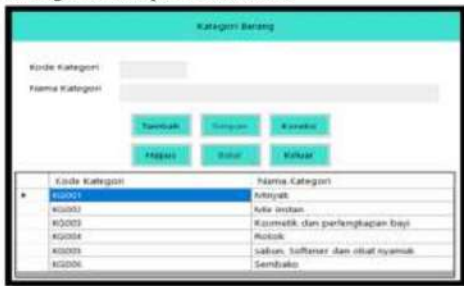 Kategori Barang
Kode Kategori
Nama Kategori
Tambah Simpan Koreksi
Hapus Batal Keluar
Kode Kategori Nama Kategori
KG001 Minyak
KG002 Mie Instan
KG003 Kosmetik dan perlengkapan bayi
KG004 Rokok
KG005 sabun, Softener dan obat nyamuk
KG006 Sembako